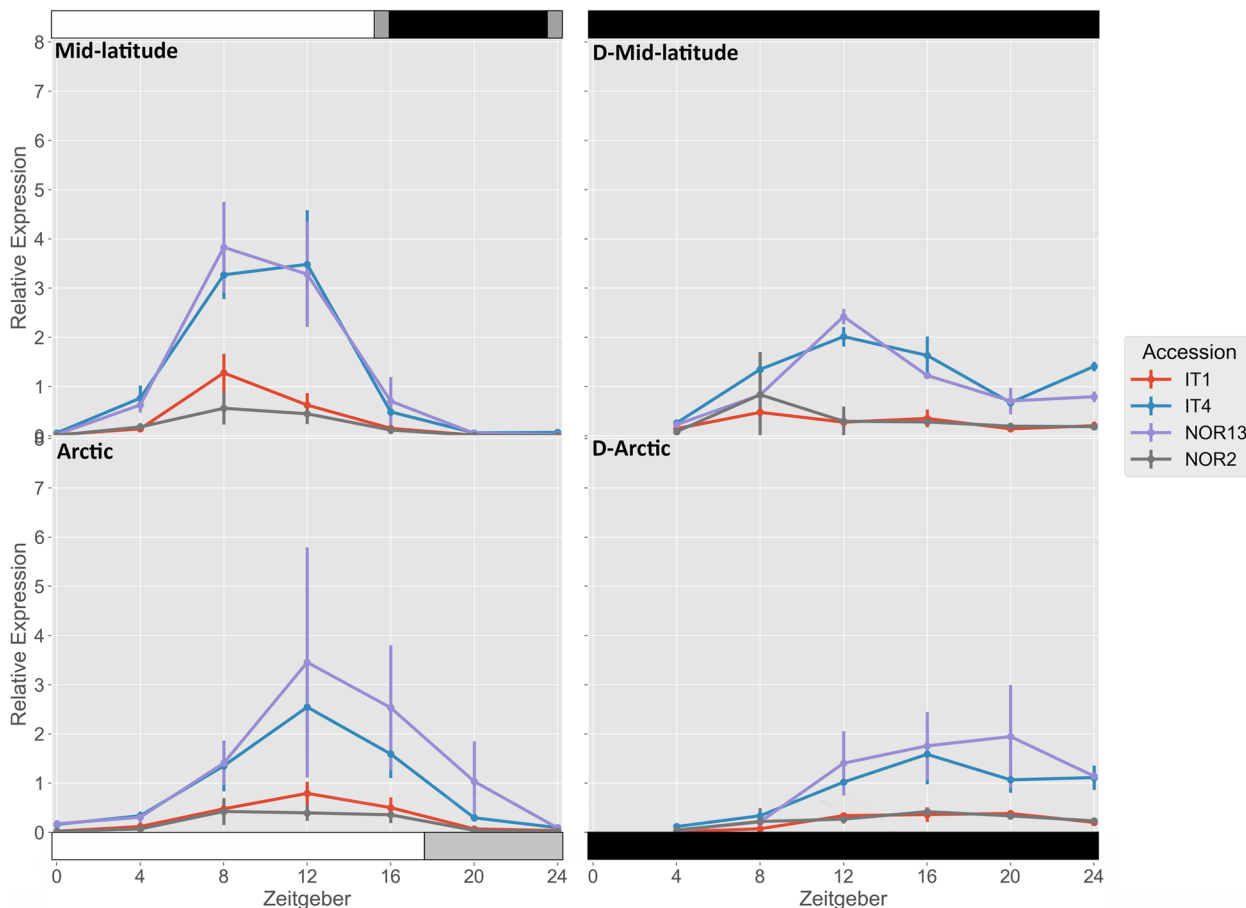 Mid-latitude
D-Mid-latitude
8
7
6
5
4
3
2
1
0
Relative Expression
Accession
IT1
IT4
NOR13
NOR2
Arctic
D-Arctic
8
7
6
5
4
3
2
1
0
Relative Expression
0 4 8 12 16 20 24
0 4 8 12 16 20 24
Zeitgeber
Zeitgeber